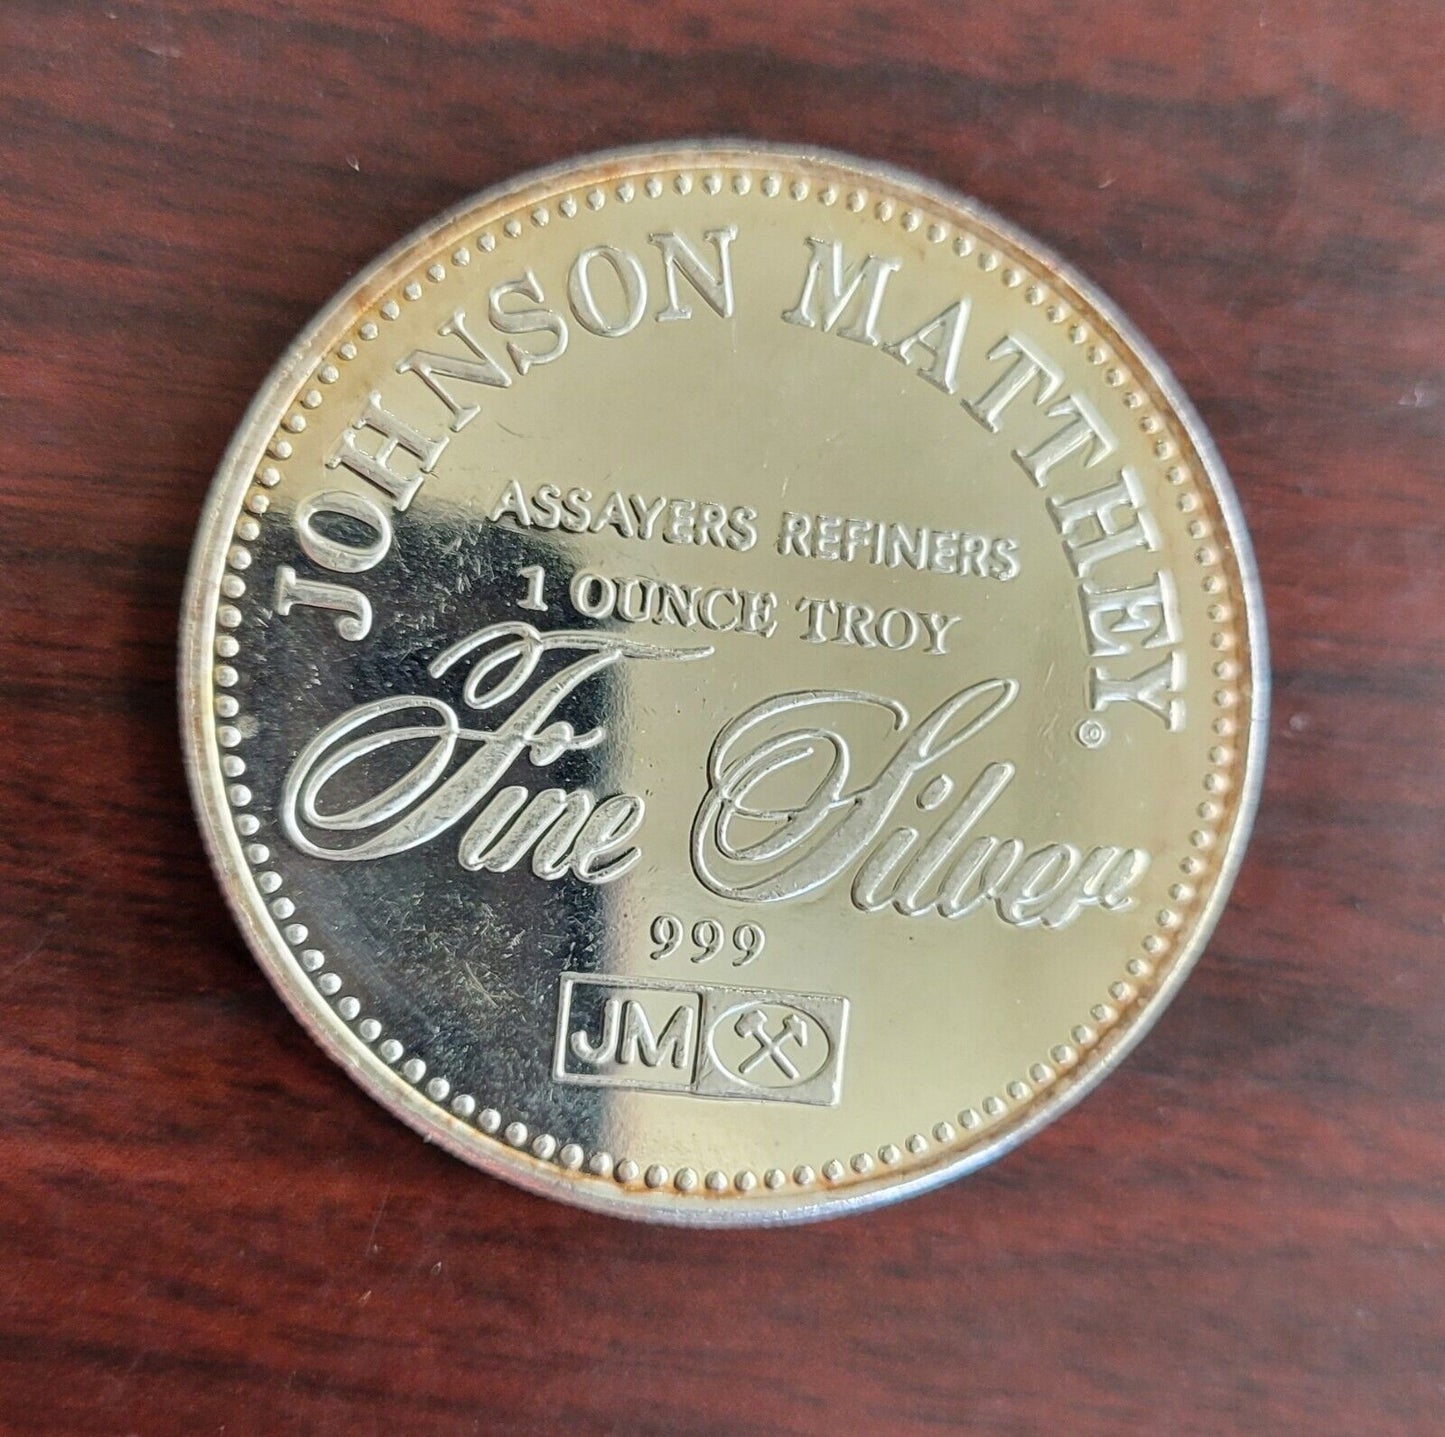 JOHNSON MATTHEY®
ASSAYERS REFINERS
1 OUNCE TROY
Fine Silver
999
JM